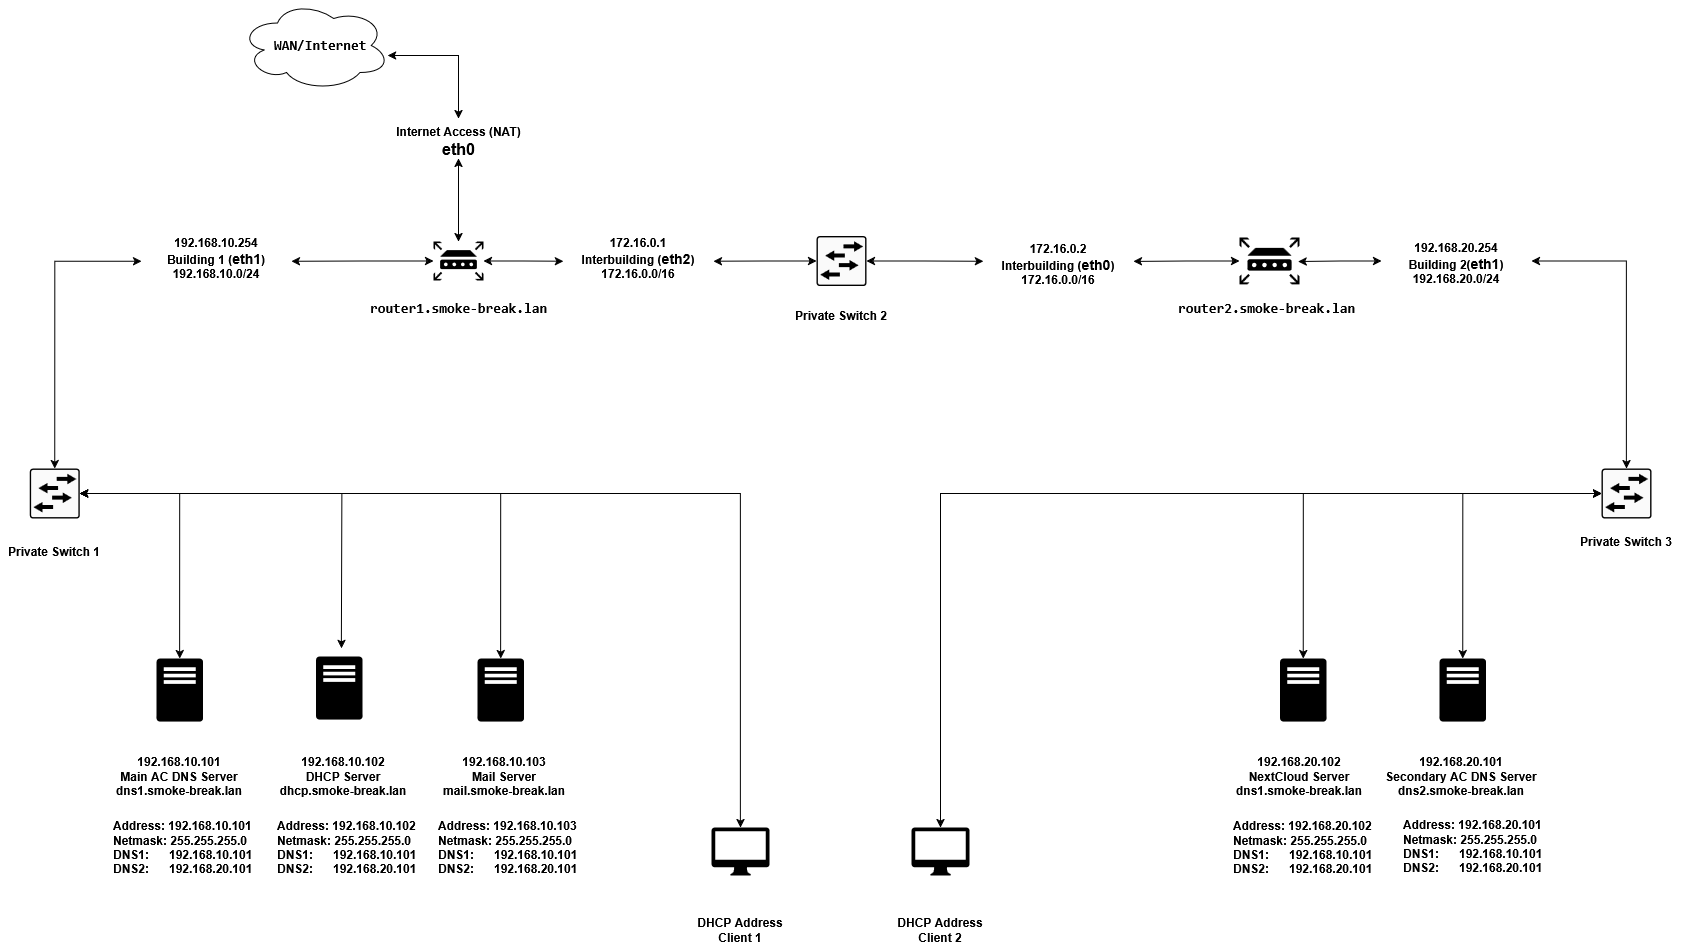 WAN/Internet
Internet Access (NAT)
eth0
192.168.10.254
Building 1 (eth1)
192.168.10.0/24
router1.smoke-break.lan
172.16.0.1
Interbuilding (eth2)
172.16.0.0/16
Private Switch 2
172.16.0.2
Interbuilding (eth0)
172.16.0.0/16
router2.smoke-break.lan
192.168.20.254
Building 2(eth1)
192.168.20.0/24
Private Switch 1
Private Switch 3
192.168.10.101
Main AC DNS Server
dns1.smoke-break.lan
Address: 192.168.10.101
Netmask: 255.255.255.0
DNS1: 192.168.10.101
DNS2: 192.168.20.101
192.168.10.102
DHCP Server
dhcp.smoke-break.lan
Address: 192.168.10.102
Netmask: 255.255.255.0
DNS1: 192.168.10.101
DNS2: 192.168.20.101
192.168.10.103
Mail Server
mail.smoke-break.lan
Address: 192.168.10.103
Netmask: 255.255.255.0
DNS1: 192.168.10.101
DNS2: 192.168.20.101
DHCP Address
Client 1
DHCP Address
Client 2
192.168.20.102
NextCloud Server
dns1.smoke-break.lan
Address: 192.168.20.102
Netmask: 255.255.255.0
DNS1: 192.168.10.101
DNS2: 192.168.20.101
192.168.20.101
Secondary AC DNS Server
dns2.smoke-break.lan
Address: 192.168.20.101
Netmask: 255.255.255.0
DNS1: 192.168.10.101
DNS2: 192.168.20.101